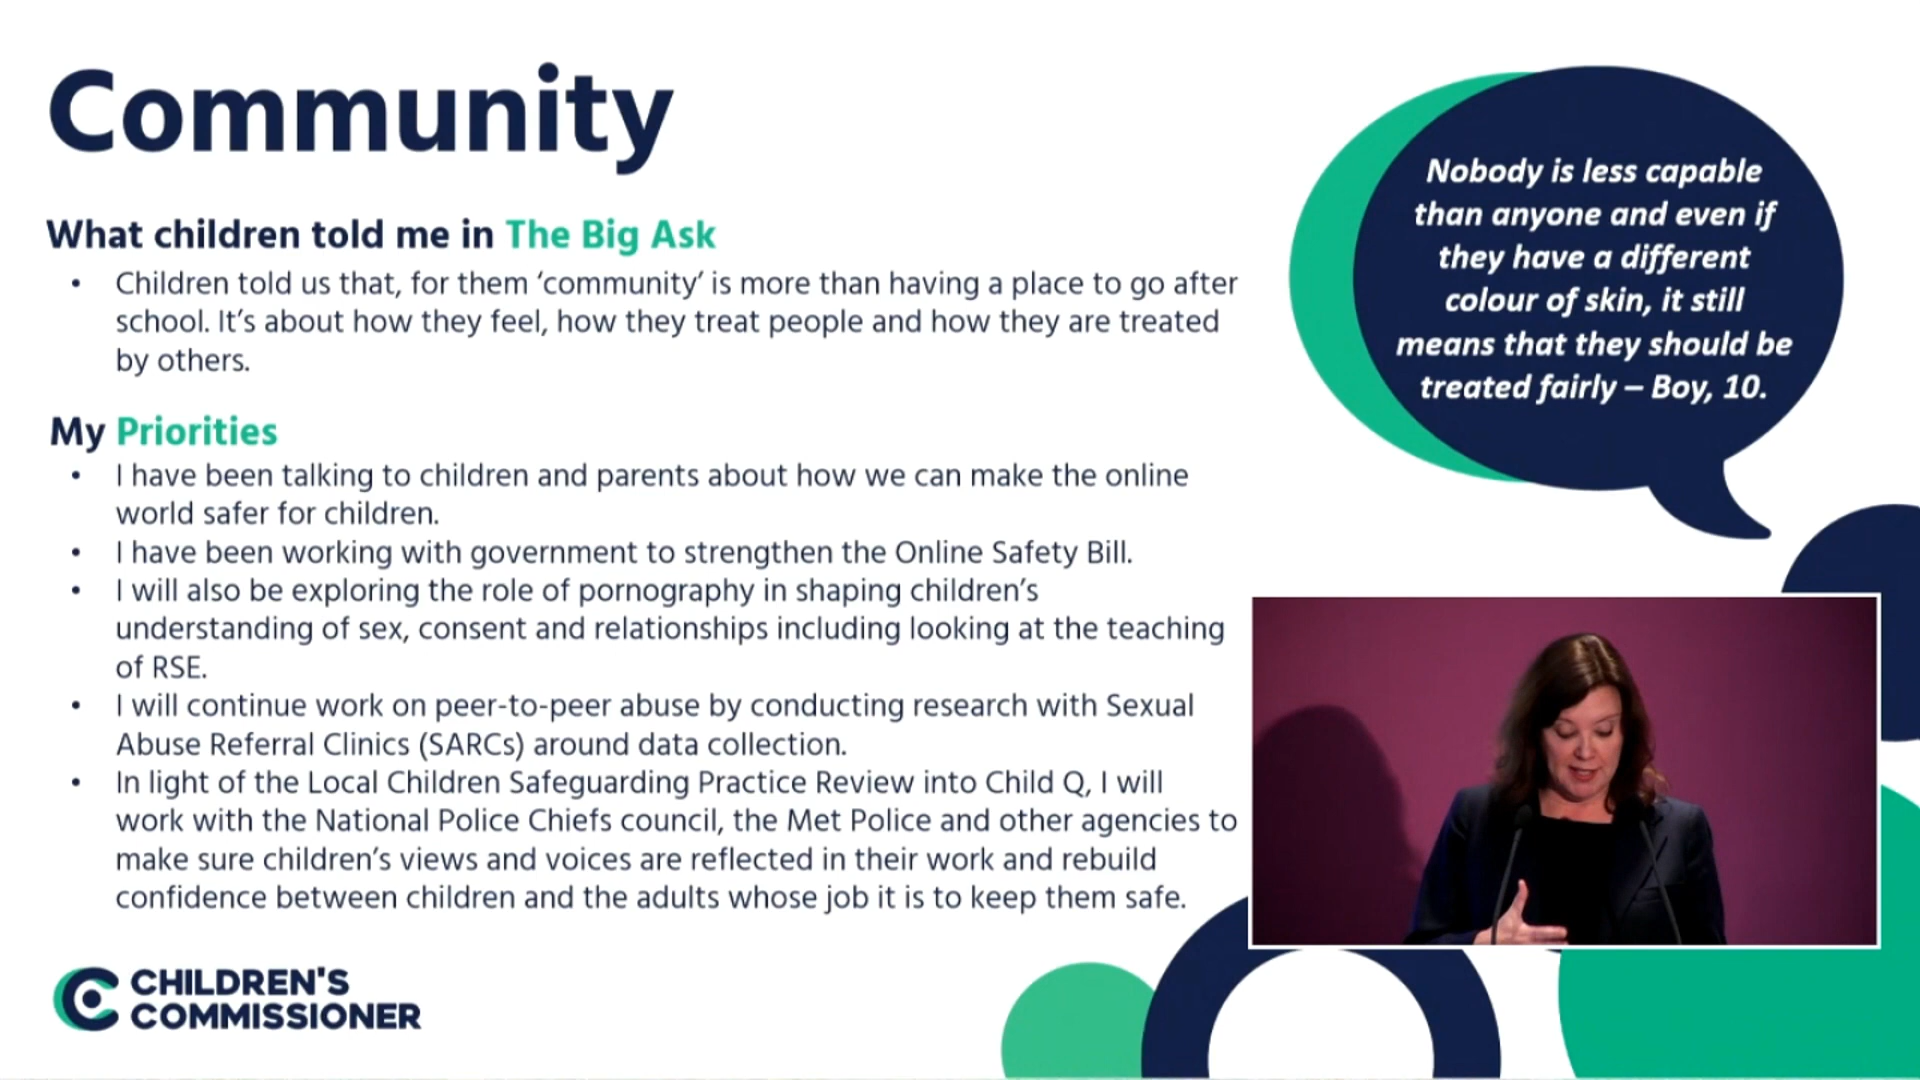 Community
What children told me in The Big Ask
• Children told us that, for them ‘community’ is more than having a place to go after
school. It’s about how they feel, how they treat people and how they are treated
by others.
My Priorities
• I have been talking to children and parents about how we can make the online
world safer for children.
• I have been working with government to strengthen the Online Safety Bill.
• I will also be exploring the role of pornography in shaping children’s
understanding of sex, consent and relationships including looking at the teaching
of RSE.
• I will continue work on peer-to-peer abuse by conducting research with Sexual
Abuse Referral Clinics (SARCs) around data collection.
• In light of the Local Children Safeguarding Practice Review into Child Q, I will
work with the National Police Chiefs council, the Met Police and other agencies to
make sure children’s views and voices are reflected in their work and rebuild
confidence between children and the adults whose job it is to keep them safe.
Nobody is less capable
than anyone and even if
they have a different
colour of skin, it still
means that they should be
treated fairly – Boy, 10.
CHILDREN'S
COMMISSIONER